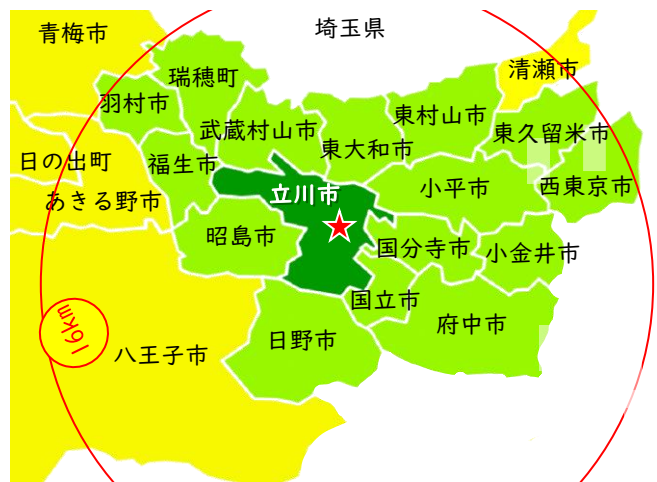 青梅市
埼玉県
瑞穂町
清瀬市
羽村市
武蔵村山市
東村山市
東大和市
東久留米市
日の出町
福生市
小平市
西東京市
あきる野市
立川市
昭島市
国分寺市
小金井市
国立市
府中市
16km
八王子市
日野市